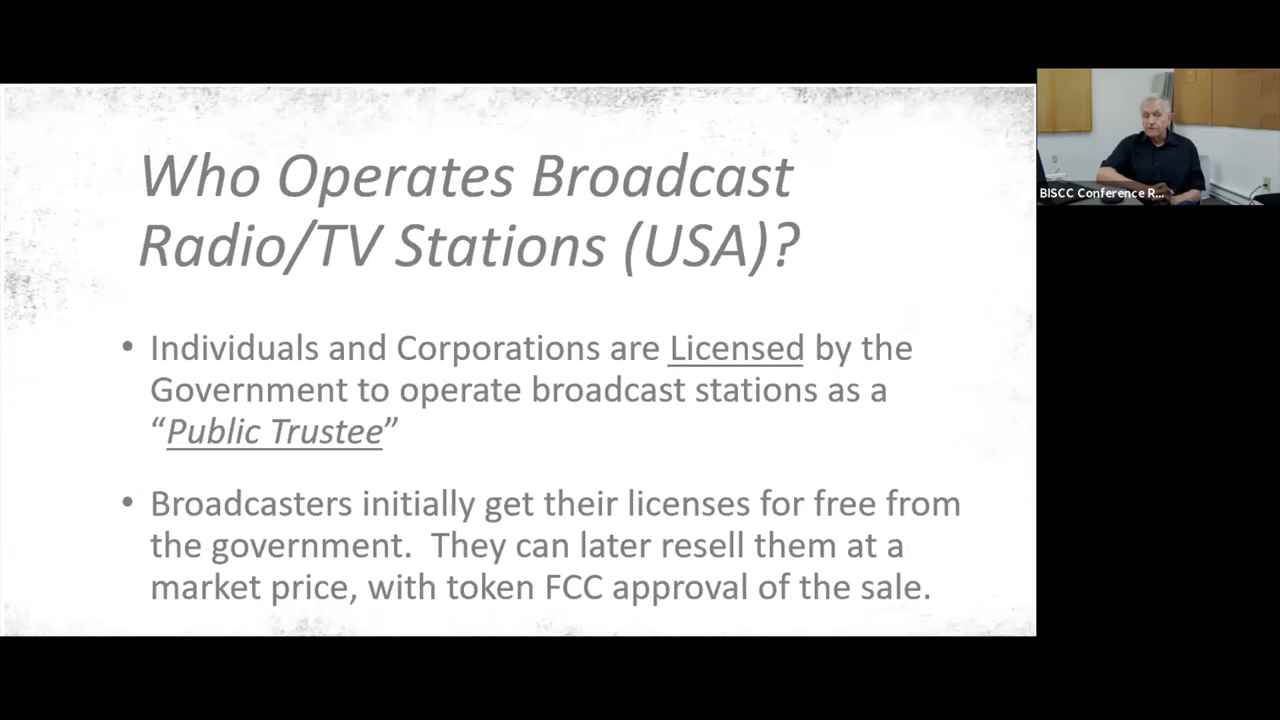 Who Operates Broadcast
Radio/TV Stations (USA)?
• Individuals and Corporations are Licensed by the
Government to operate broadcast stations as a
“Public Trustee”
• Broadcasters initially get their licenses for free from
the government.  They can later resell them at a
market price, with token FCC approval of the sale.
BISCC Conference R...